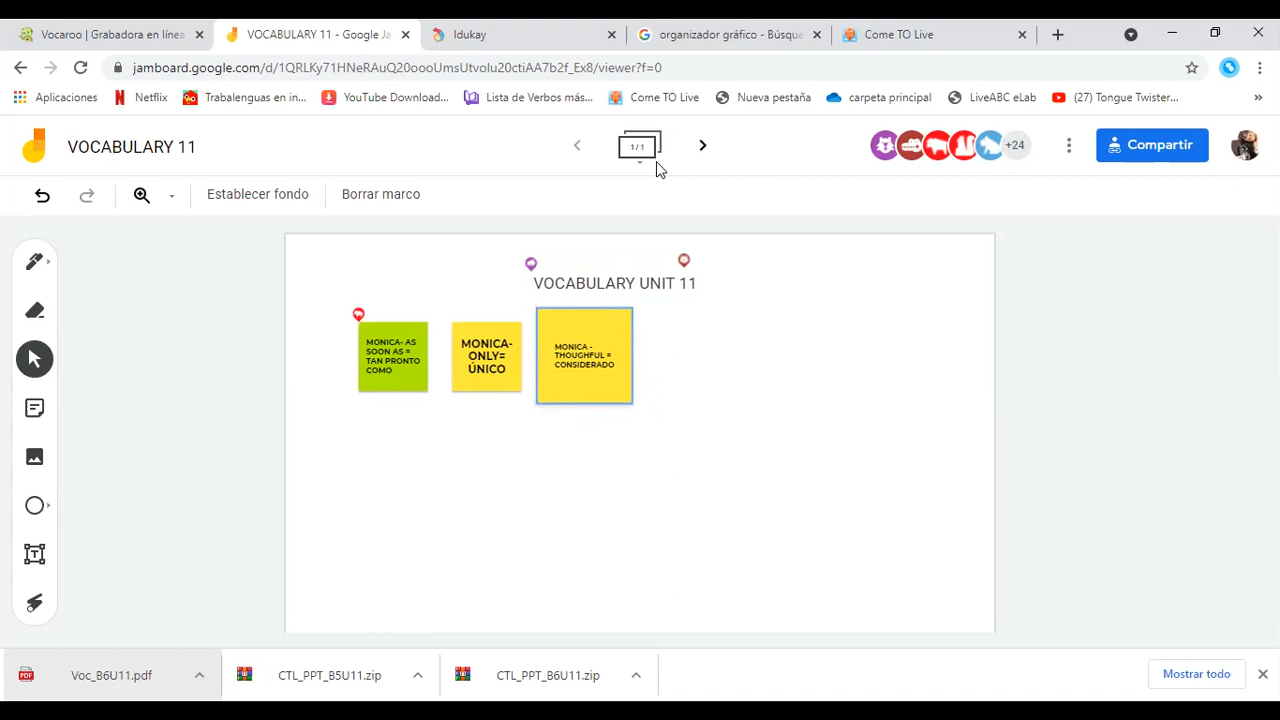 Vocaroo | Grabadora en línea
VOCABULARY 11 - Google Ja
Idukay
organizador gráfico - Búsque
Come TO Live
jamboard.google.com/d/1QRLKy71HNeRAuQ20oooUmsUtvolu20ctiAA7b2f_Ex8/viewer?f=0
Aplicaciones
Netflix
Trabalenguas en in...
YouTube Download...
Lista de Verbos más...
Come TO Live
Nueva pestaña
carpeta principal
LiveABC eLab
(27) Tongue Twister...
VOCABULARY 11
1/1
+24
Compartir
Establecer fondo
Borrar marco
VOCABULARY UNIT 11
MONICA- AS
SOON AS =
TAN PRONTO
COMO
MONICA-
ONLY=
ÚNICO
MONICA -
THOUGHFUL =
CONSIDERADO
Voc_B6U11.pdf
CTL_PPT_B5U11.zip
CTL_PPT_B6U11.zip
Mostrar todo